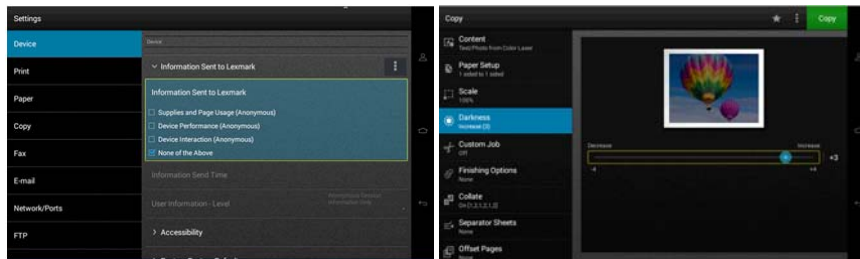 Settings
Device
Print
Paper
Copy
Fax
E-mail
Network/Ports
FTP
Device
Information Sent to Lexmark
Information Sent to Lexmark
Supplies and Page Usage (Anonymous)
Device Performance (Anonymous)
Device Interaction (Anonymous)
None of the Above
Information Send Time
User Information - Level
Information Only
> Accessibility
Copy
Copy
Content
Text/Photo from Color Laser
Paper Setup
1 sided to 1 sided
Scale
100%
Darkness
Increase (3)
Custom Job
Off
Finishing Options
None
Collate
On [1,2,1,2,1,2]
Separator Sheets
None
Offset Pages
None
Decrease
Increase
+3
-4
+4